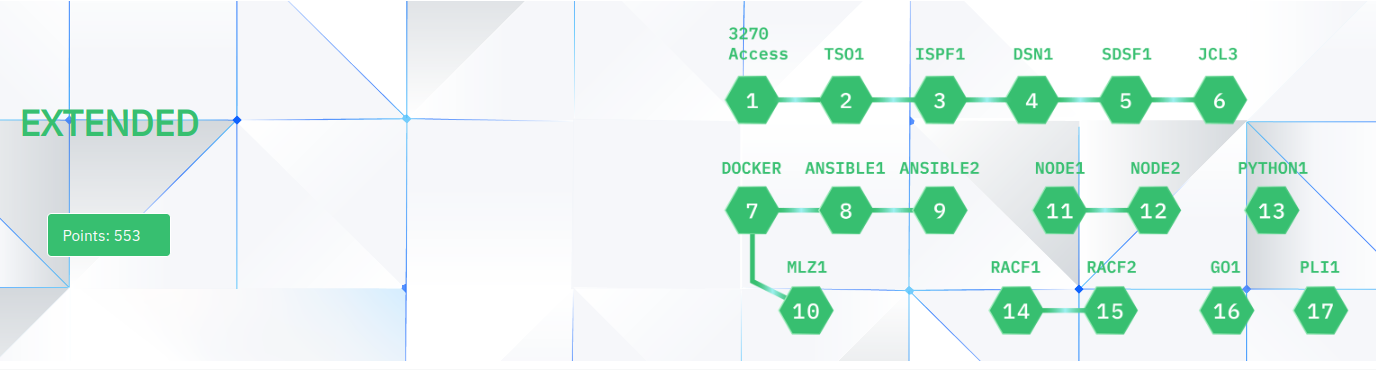 EXTENDED
Points: 553
3270
Access TSO1 ISPF1 DSN1 SDSF1 JCL3
1 2 3 4 5 6
DOCKER ANSIBLE1 ANSIBLE2 NODE1 NODE2 PYTHON1
7 8 9 11 12 13
MLZ1 RACF1 RACF2 GO1 PLI1
10 14 15 16 17